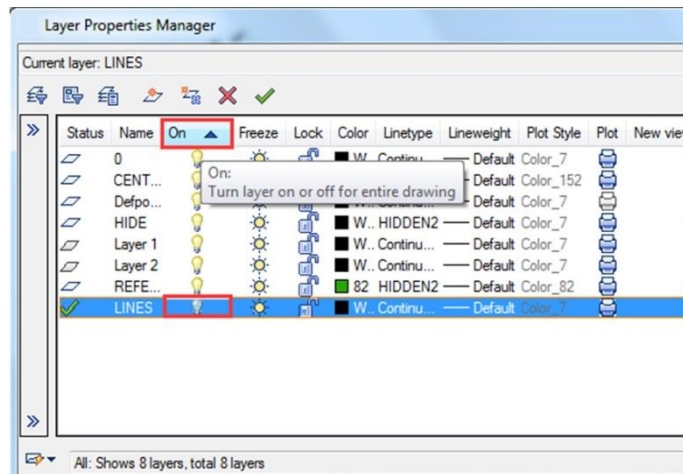 Layer Properties Manager
Current layer: LINES
Status Name On Freeze Lock Color Linetype Lineweight Plot Style Plot New vie
0 W.. Continu... Default Color_7
On:
CENT... Default Color_152
Turn layer on or off for entire drawing
Defpo... Default Color_7
HIDE W.. HIDDEN2 Default Color_7
Layer 1 W.. Continu... Default Color_7
Layer 2 W.. Continu... Default Color_7
REFE... 82 HIDDEN2 Default Color_82
LINES W.. Continu... Default Color_7
All: Shows 8 layers, total 8 layers